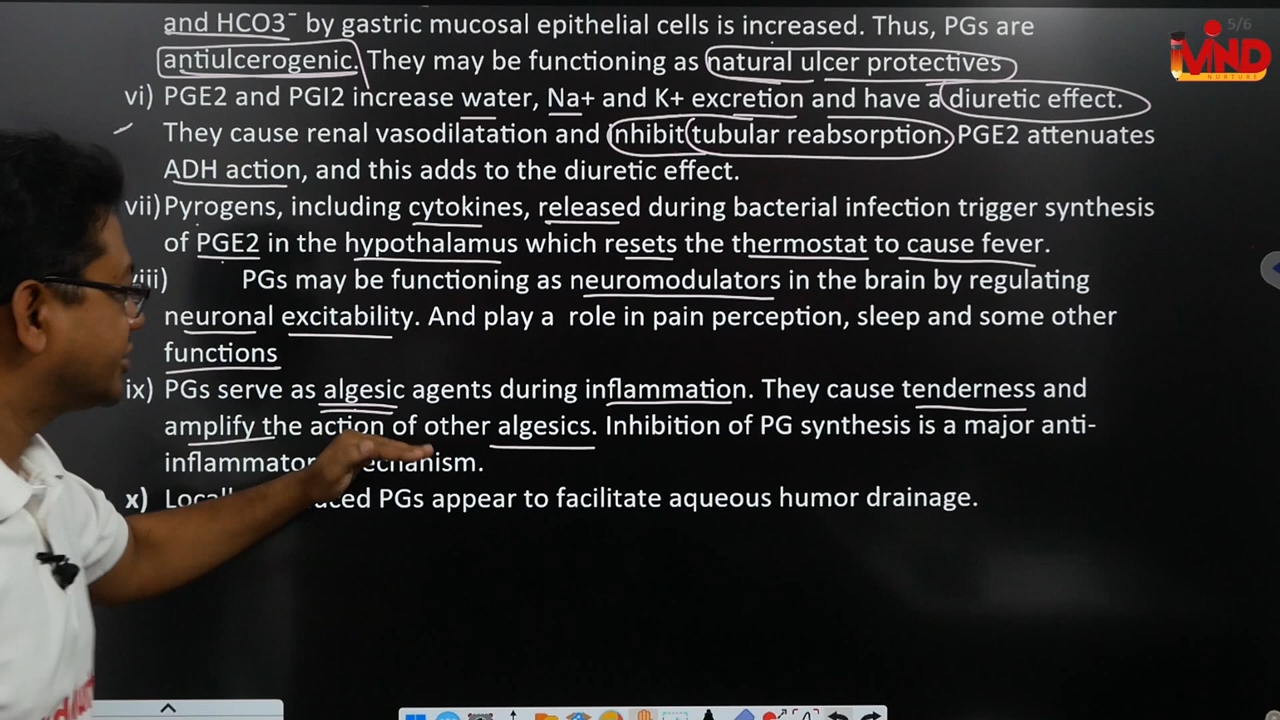 5/6
MIND
NURTURE
and HCO3⁻ by gastric mucosal epithelial cells is increased. Thus, PGs are
antiulcerogenic. They may be functioning as natural ulcer protectives
vi) PGE2 and PGI2 increase water, Na+ and K+ excretion and have a diuretic effect.
They cause renal vasodilatation and inhibit tubular reabsorption. PGE2 attenuates
ADH action, and this adds to the diuretic effect.
vii) Pyrogens, including cytokines, released during bacterial infection trigger synthesis
of PGE2 in the hypothalamus which resets the thermostat to cause fever.
PGs may be functioning as neuromodulators in the brain by regulating
neuronal excitability. And play a role in pain perception, sleep and some other
functions
ix) PGs serve as algesic agents during inflammation. They cause tenderness and
amplify the action of other algesics. Inhibition of PG synthesis is a major anti-
inflammatory mechanism.
x) PGs appear to facilitate aqueous humor drainage.